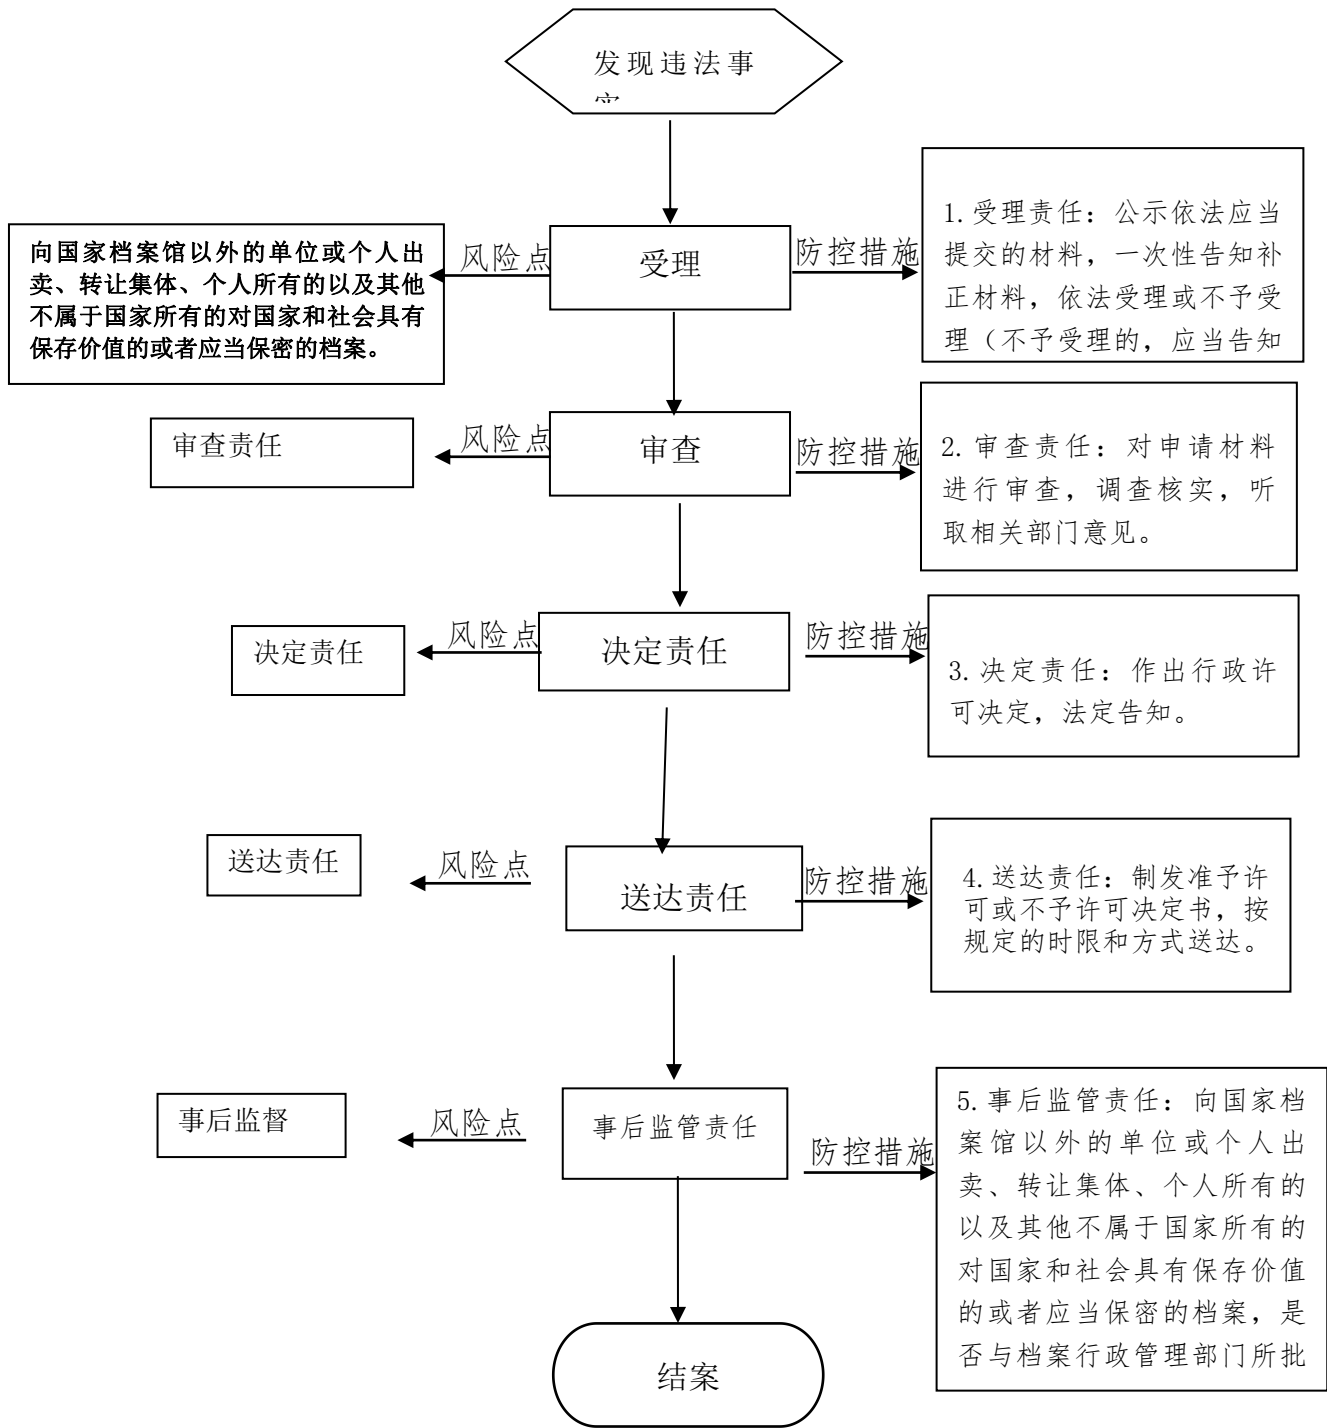 发现违法事
向国家档案馆以外的单位或个人出
卖、转让集体、个人所有的以及其他
不属于国家所有的对国家和社会具有
保存价值的或者应当保密的档案。
风险点
受理
防控措施
1.受理责任：公示依法应当
提交的材料，一次性告知补
正材料，依法受理或不予受
理（不予受理的，应当告知
审查责任
风险点
审查
防控措施
2.审查责任：对申请材料
进行审查，调查核实，听
取相关部门意见。
决定责任
风险点
决定责任
防控措施
3.决定责任：作出行政许
可决定，法定告知。
送达责任
风险点
送达责任
防控措施
4.送达责任：制发准予许
可或不予许可决定书，按
规定的时限和方式送达。
事后监督
风险点
事后监管责任
防控措施
5.事后监管责任：向国家档
案馆以外的单位或个人出
卖、转让集体、个人所有的
以及其他不属于国家所有的
对国家和社会具有保存价值
的或者应当保密的档案，是
否与档案行政管理部门所批
结案